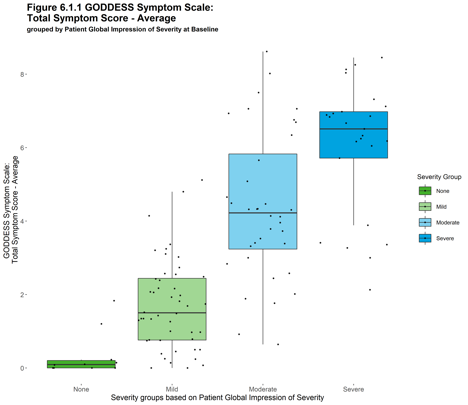 Figure 6.1.1 GODDESS Symptom Scale:
Total Symptom Score - Average
grouped by Patient Global Impression of Severity at Baseline
GODDESS Symptom Scale:
Total Symptom Score - Average
8
6
4
2
0
None
Mild
Moderate
Severe
Severity groups based on Patient Global Impression of Severity
Severity Group
None
Mild
Moderate
Severe